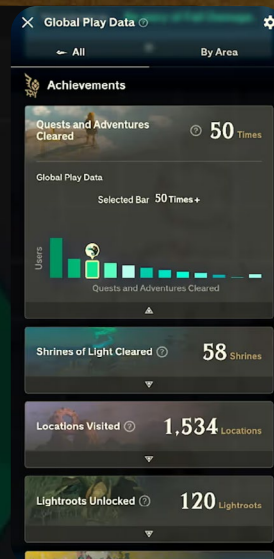 Global Play Data ?
All
By Area
Achievements
Quests and Adventures
Cleared
? 50 Times
Global Play Data
Selected Bar 50 Times +
Users
Quests and Adventures Cleared
Shrines of Light Cleared ? 58 Shrines
Locations Visited ? 1,534 Locations
Lightroots Unlocked ? 120 Lightroots